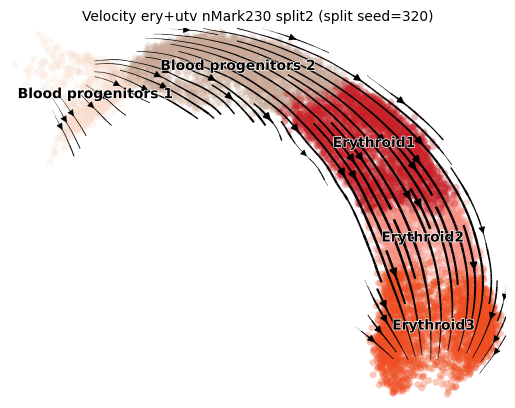 Velocity ery+utv nMark230 split2 (split seed=320)
Blood progenitors 2
Blood progenitors 1
Erythroid1
Erythroid2
Erythroid3